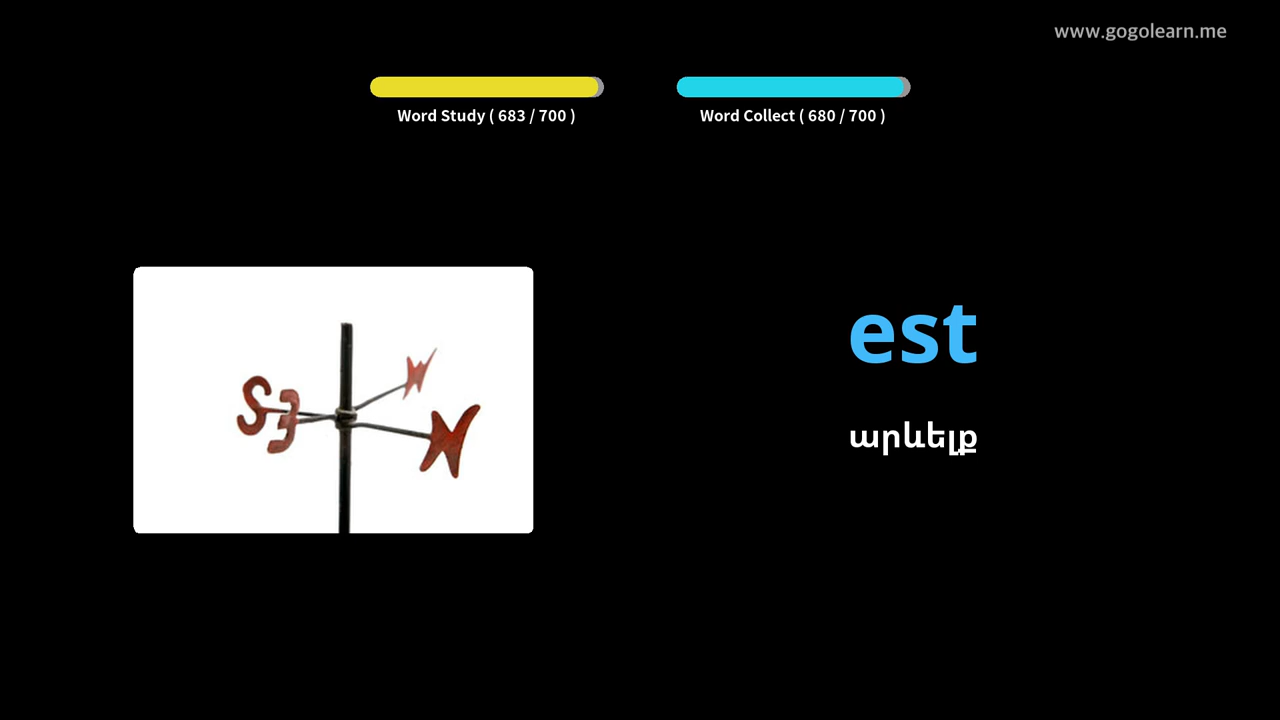 www.gogolearn.me
Word Study ( 683 / 700 )
Word Collect ( 680 / 700 )
est
արևելք
S E N